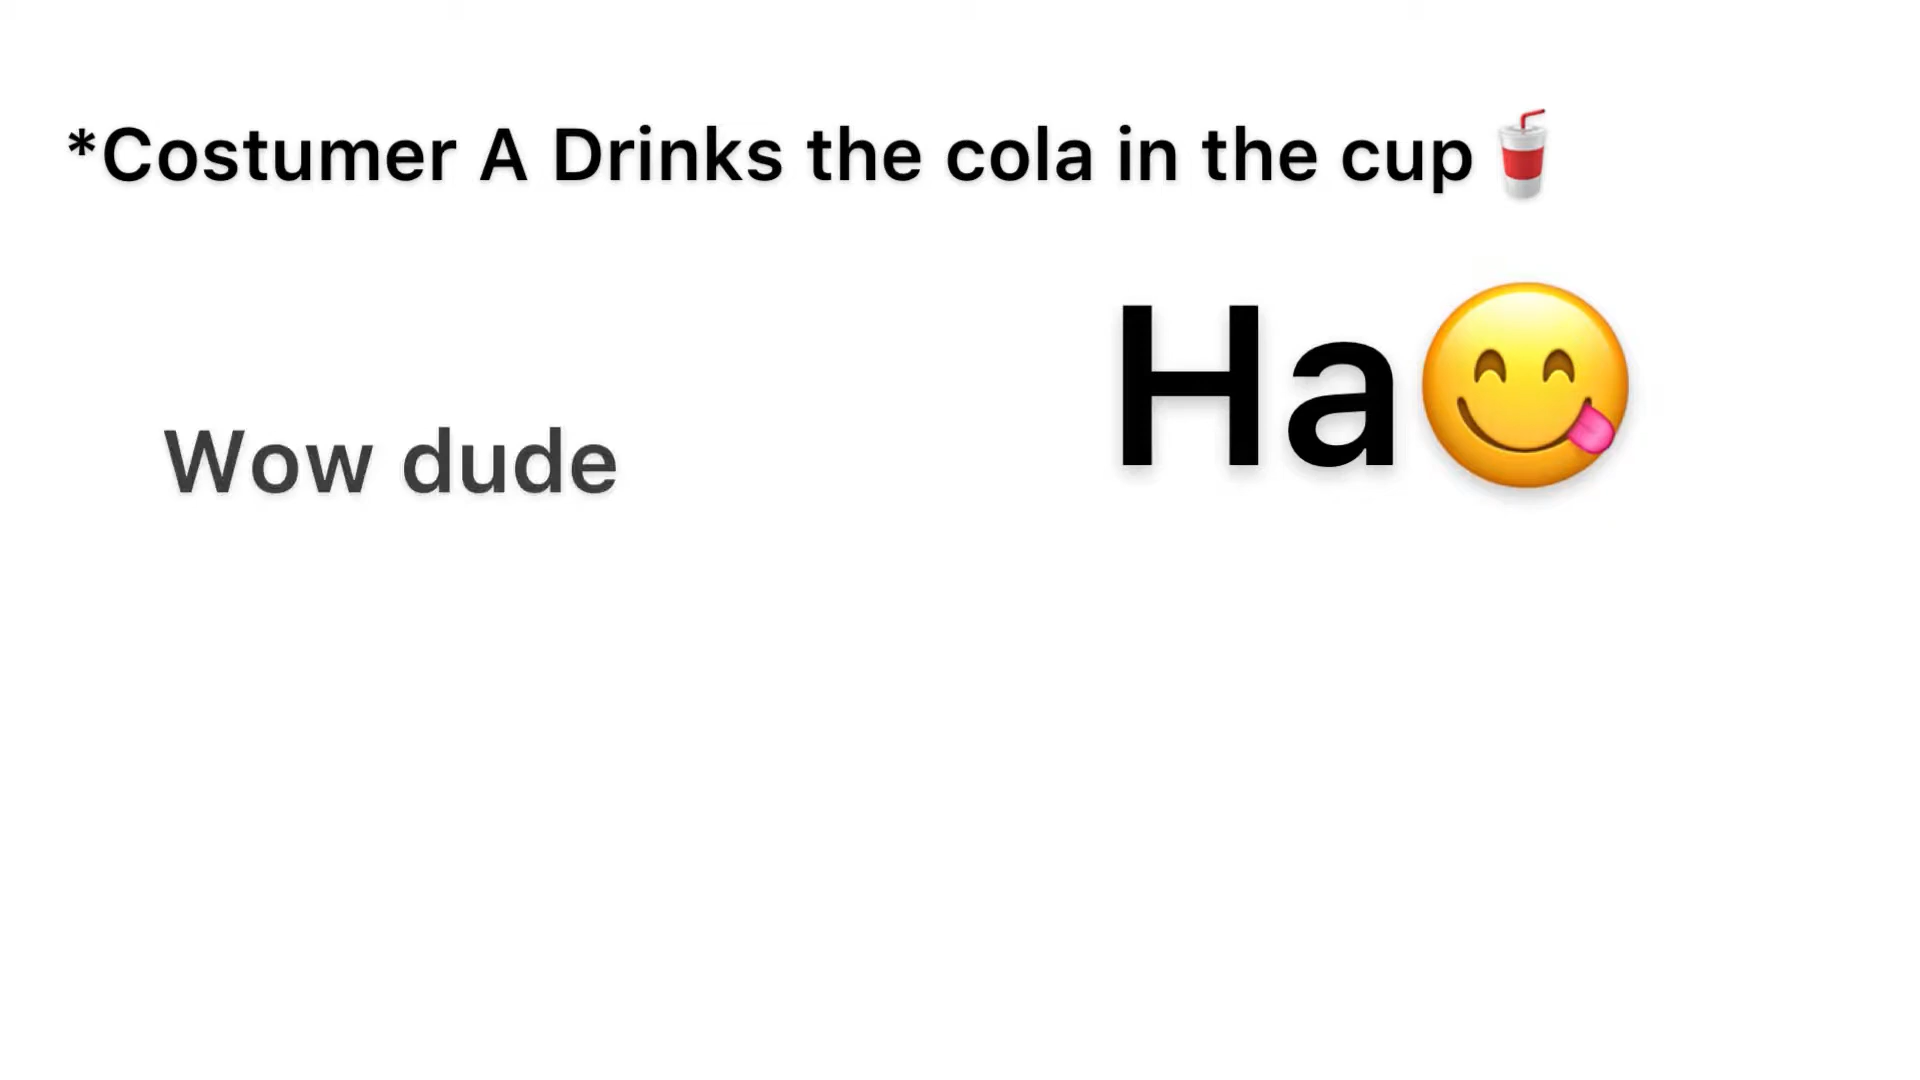 *Costumer A Drinks the cola in the cup🥤
Ha😋
Wow dude